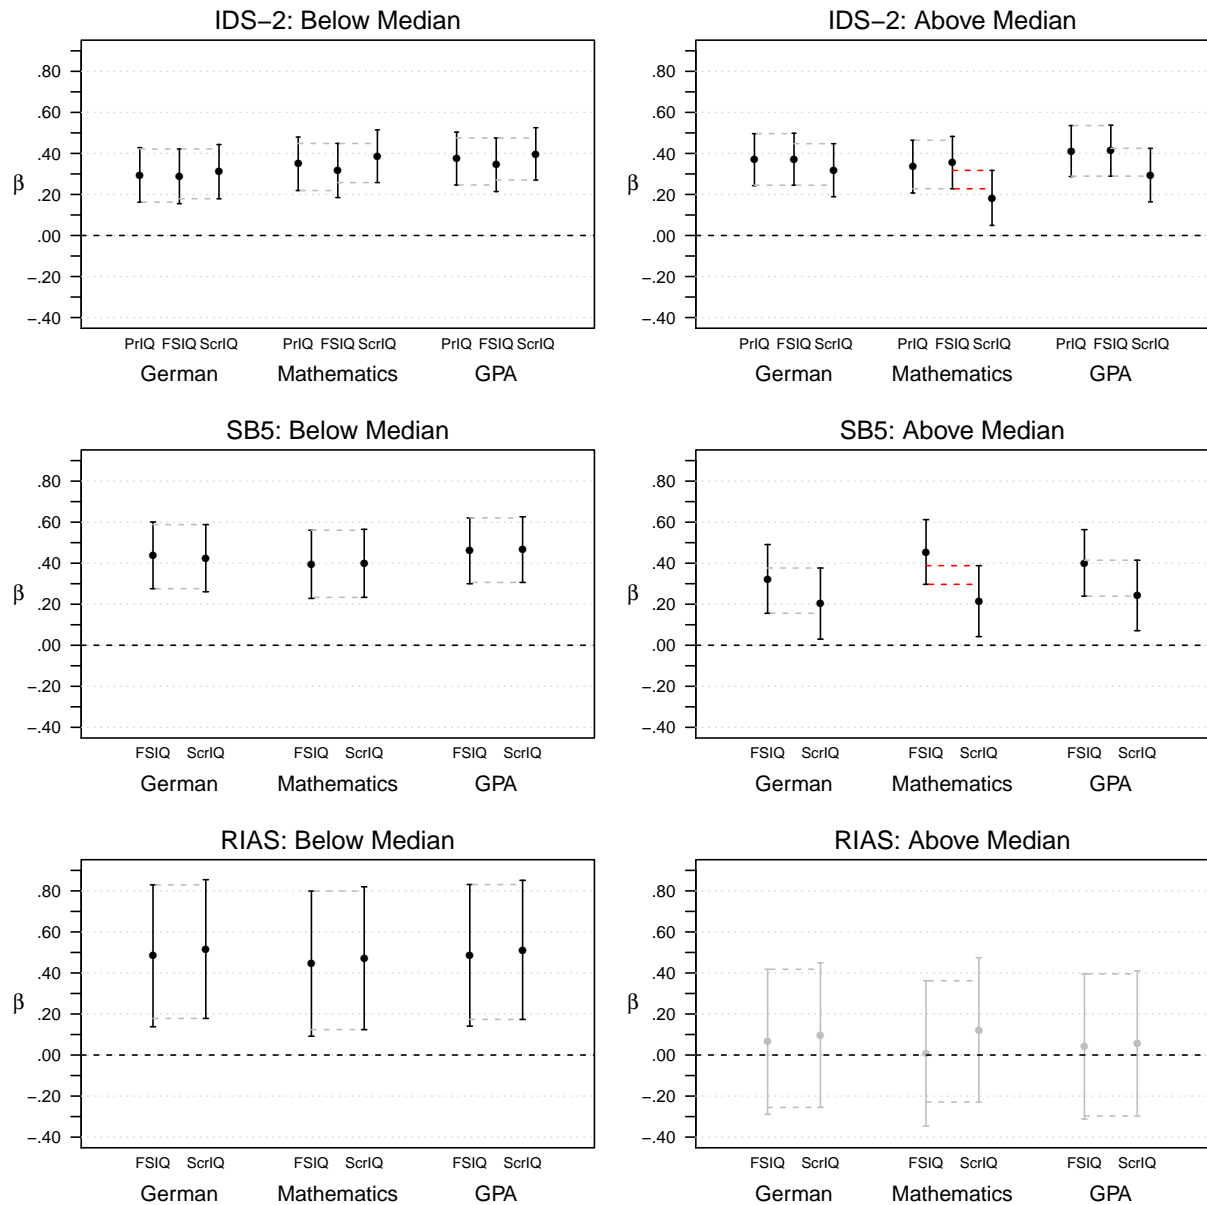 IDS−2: Below Median
.80
.60
.40
β
.20
.00
−.20
−.40
PrIQ FSIQ ScrIQ PrIQ FSIQ ScrIQ PrIQ FSIQ ScrIQ
German Mathematics GPA
IDS−2: Above Median
.80
.60
.40
β
.20
.00
−.20
−.40
PrIQ FSIQ ScrIQ PrIQ FSIQ ScrIQ PrIQ FSIQ ScrIQ
German Mathematics GPA
SB5: Below Median
.80
.60
.40
β
.20
.00
−.20
−.40
FSIQ ScrIQ FSIQ ScrIQ FSIQ ScrIQ
German Mathematics GPA
SB5: Above Median
.80
.60
.40
β
.20
.00
−.20
−.40
FSIQ ScrIQ FSIQ ScrIQ FSIQ ScrIQ
German Mathematics GPA
RIAS: Below Median
.80
.60
.40
β
.20
.00
−.20
−.40
FSIQ ScrIQ FSIQ ScrIQ FSIQ ScrIQ
German Mathematics GPA
RIAS: Above Median
.80
.60
.40
β
.20
.00
−.20
−.40
FSIQ ScrIQ FSIQ ScrIQ FSIQ ScrIQ
German Mathematics GPA